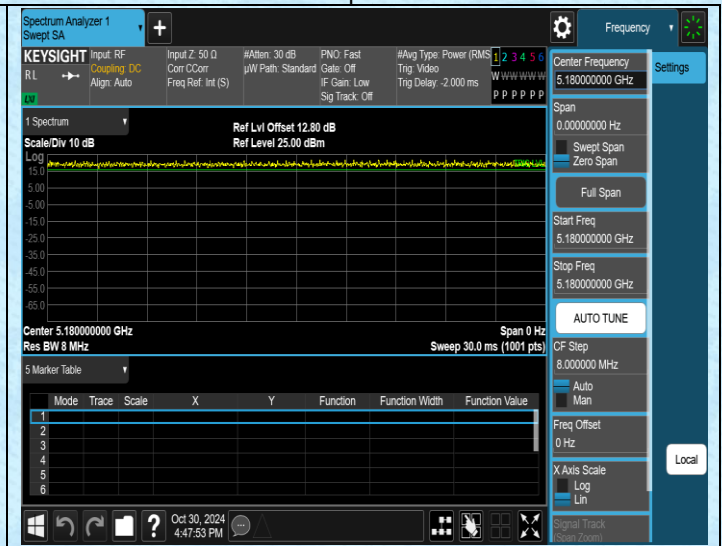 Spectrum Analyzer 1
Swept SA
Frequency
KEYSIGHT
RL
Input: RF
Coupling: DC
Align: Auto
Input Z: 50 Ω
Corr CCorr
Freq Ref: Int (S)
#Atten: 30 dB
µW Path: Standard
PNO: Fast
Gate: Off
IF Gain: Low
Sig Track: Off
#Avg Type: Power (RMS
Trig: Video
Trig Delay: -2.000 ms
1 2 3 4 5 6
W W W W W W
P P P P P P
1 Spectrum
Scale/Div 10 dB
Ref Lvl Offset 12.80 dB
Ref Level 25.00 dBm
Log
15.0
5.00
-5.00
-15.0
-25.0
-35.0
-45.0
-55.0
-65.0
Center 5.180000000 GHz
Res BW 8 MHz
Span 0 Hz
Sweep 30.0 ms (1001 pts)
5 Marker Table
Mode Trace Scale X Y Function Function Width Function Value
1
2
3
4
5
6
Oct 30, 2024
4:47:53 PM
Center Frequency
5.180000000 GHz
Span
0.00000000 Hz
Swept Span
Zero Span
Full Span
Start Freq
5.180000000 GHz
Stop Freq
5.180000000 GHz
AUTO TUNE
CF Step
8.000000 MHz
Auto
Man
Freq Offset
0 Hz
X Axis Scale
Log
Lin
Signal Track
(Span Zoom)
Settings
Local